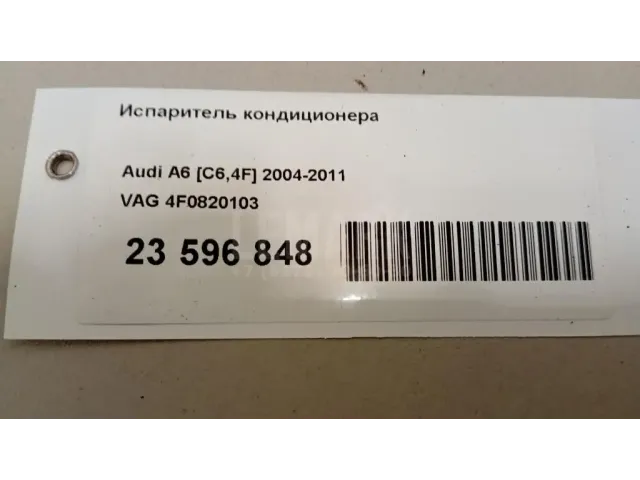 Испаритель кондиционера
Audi A6 [C6,4F] 2004-2011
VAG 4F0820103
23 596 848